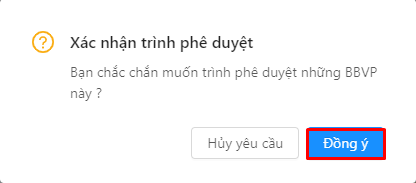 Xác nhận trình phê duyệt
Bạn chắc chắn muốn trình phê duyệt những BBVP
này ?
Hủy yêu cầu
Đồng ý